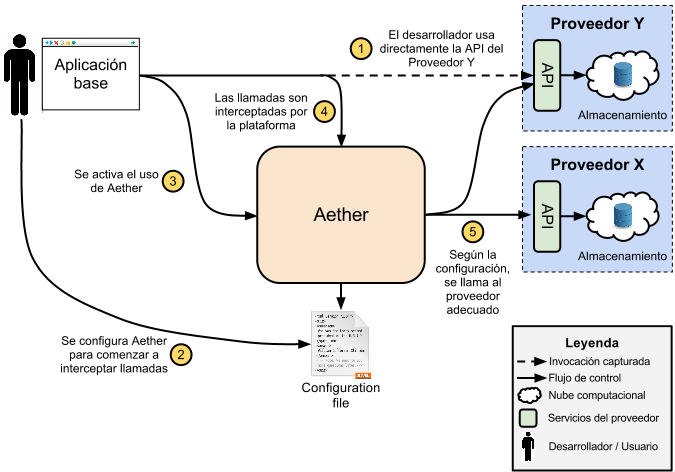 Aplicación
base
1
El desarrollador usa
directamente la API del
Proveedor Y
Proveedor Y
API
Almacenamiento
Las llamadas son
interceptadas por
la plataforma
4
Se activa el uso
de Aether
3
Aether
Proveedor X
API
Almacenamiento
5
Según la
configuración,
se llama al
proveedor
adecuado
Se configura Aether
para comenzar a
interceptar llamadas
2
Configuration
file
Leyenda
Invocación capturada
Flujo de control
Nube computacional
Servicios del proveedor
Desarrollador / Usuario